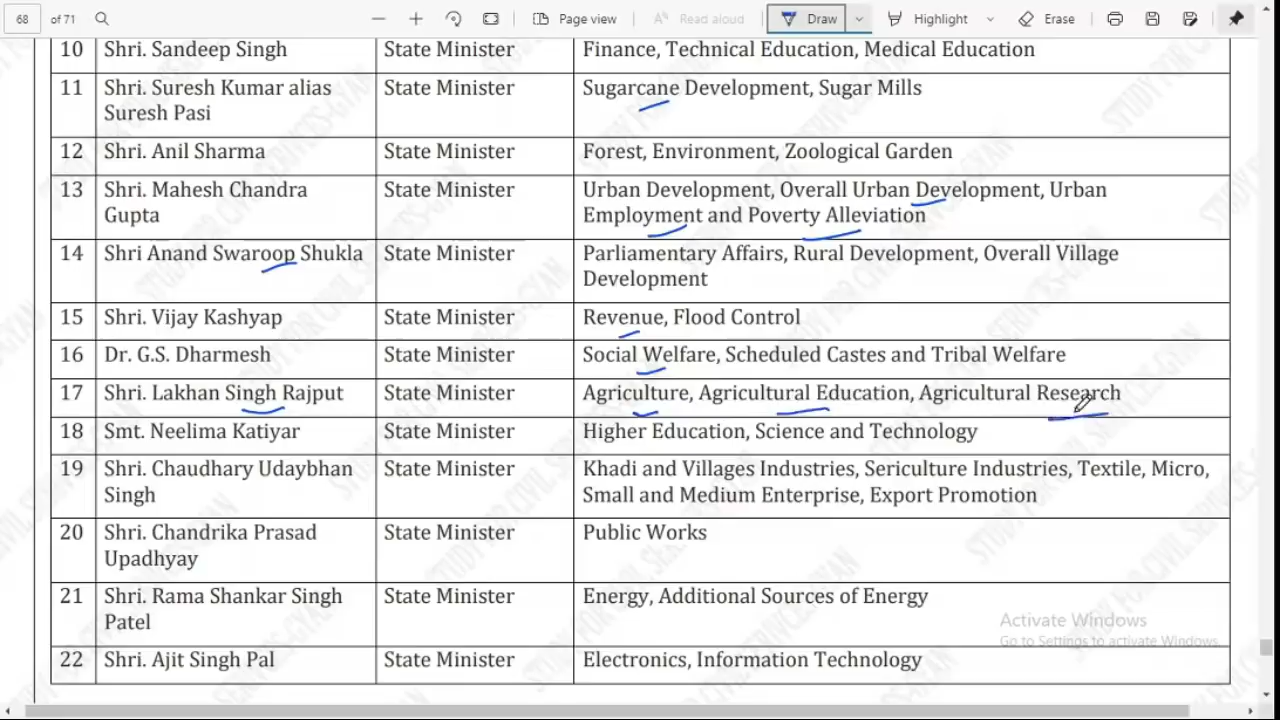 68 of 71 Page view Read aloud Draw Highlight Erase
10 Shri. Sandeep Singh State Minister Finance, Technical Education, Medical Education
11 Shri. Suresh Kumar alias State Minister Sugarcane Development, Sugar Mills
Suresh Pasi
12 Shri. Anil Sharma State Minister Forest, Environment, Zoological Garden
13 Shri. Mahesh Chandra State Minister Urban Development, Overall Urban Development, Urban
Gupta Employment and Poverty Alleviation
14 Shri Anand Swaroop Shukla State Minister Parliamentary Affairs, Rural Development, Overall Village
Development
15 Shri. Vijay Kashyap State Minister Revenue, Flood Control
16 Dr. G.S. Dharmesh State Minister Social Welfare, Scheduled Castes and Tribal Welfare
17 Shri. Lakhan Singh Rajput State Minister Agriculture, Agricultural Education, Agricultural Research
18 Smt. Neelima Katiyar State Minister Higher Education, Science and Technology
19 Shri. Chaudhary Udaybhan State Minister Khadi and Villages Industries, Sericulture Industries, Textile, Micro,
Singh Small and Medium Enterprise, Export Promotion
20 Shri. Chandrika Prasad State Minister Public Works
Upadhyay
21 Shri. Rama Shankar Singh State Minister Energy, Additional Sources of Energy
Patel
Activate Windows
Go to Settings to activate Windows.
22 Shri. Ajit Singh Pal State Minister Electronics, Information Technology
STUDY FOR CIVIL SERVICES-GYAN